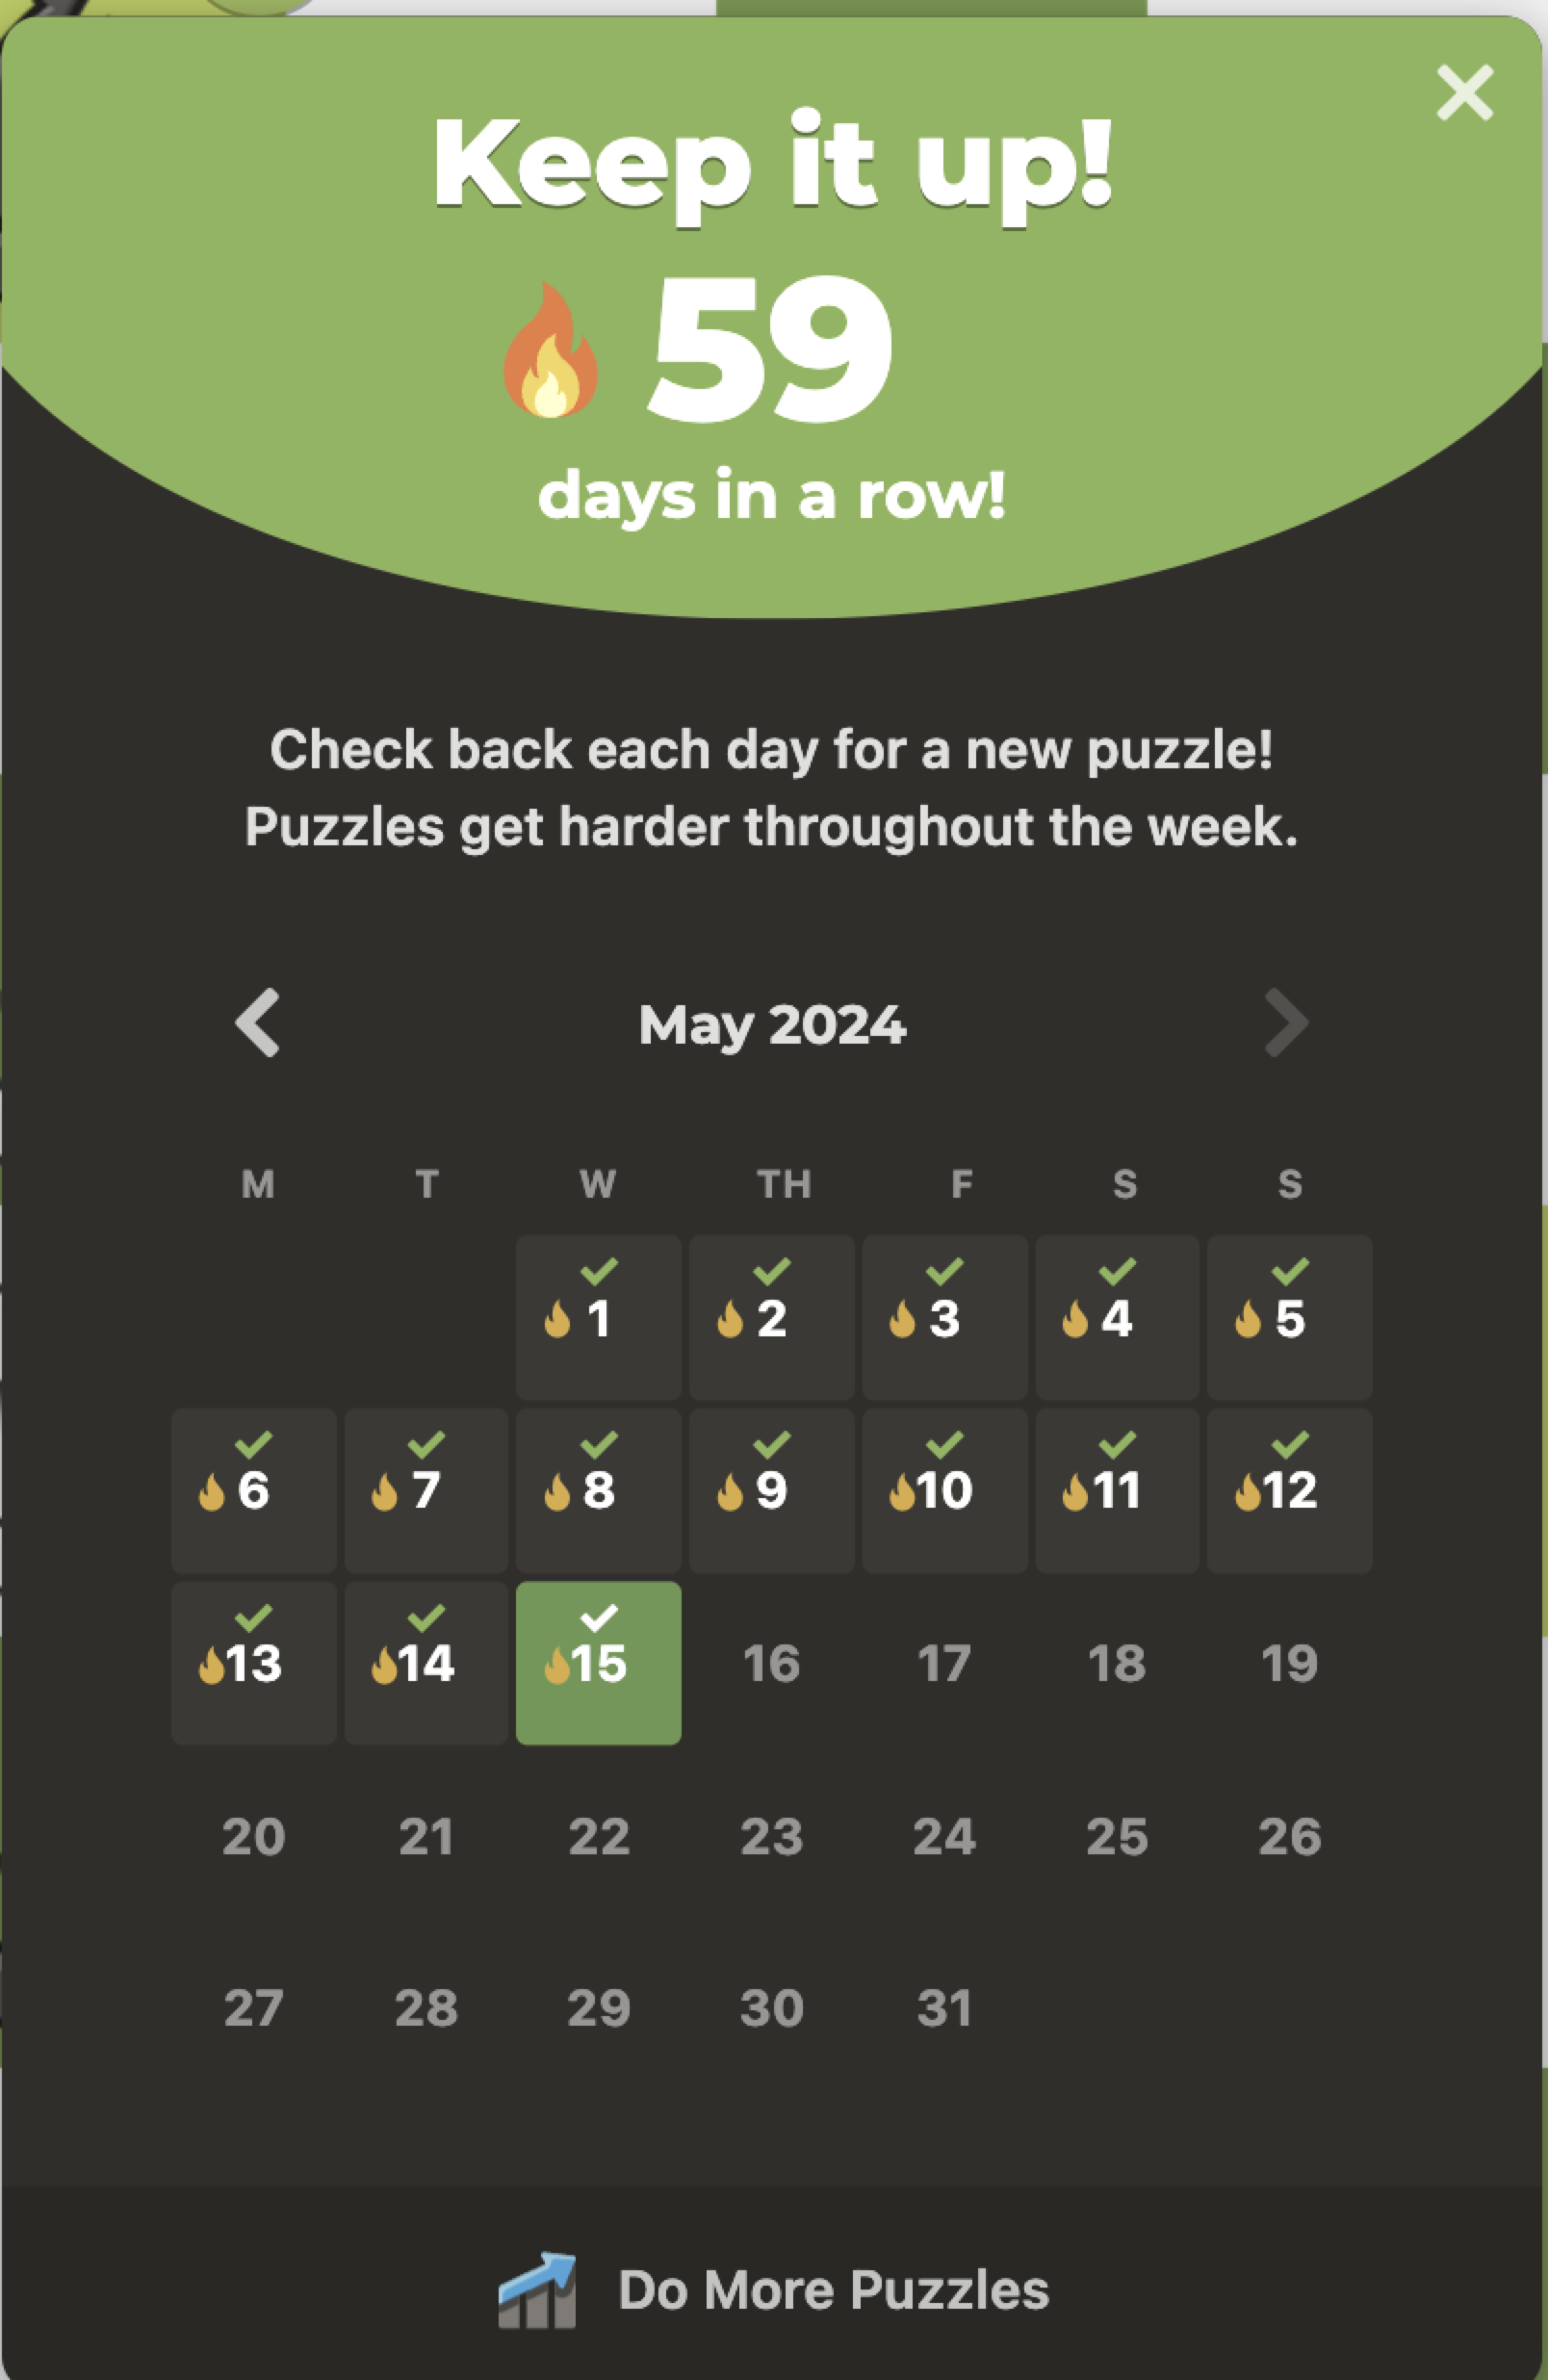 Keep it up!
59
days in a row!
Check back each day for a new puzzle!
Puzzles get harder throughout the week.
May 2024
M T W TH F S S
1 2 3 4 5
6 7 8 9 10 11 12
13 14 15 16 17 18 19
20 21 22 23 24 25 26
27 28 29 30 31
Do More Puzzles